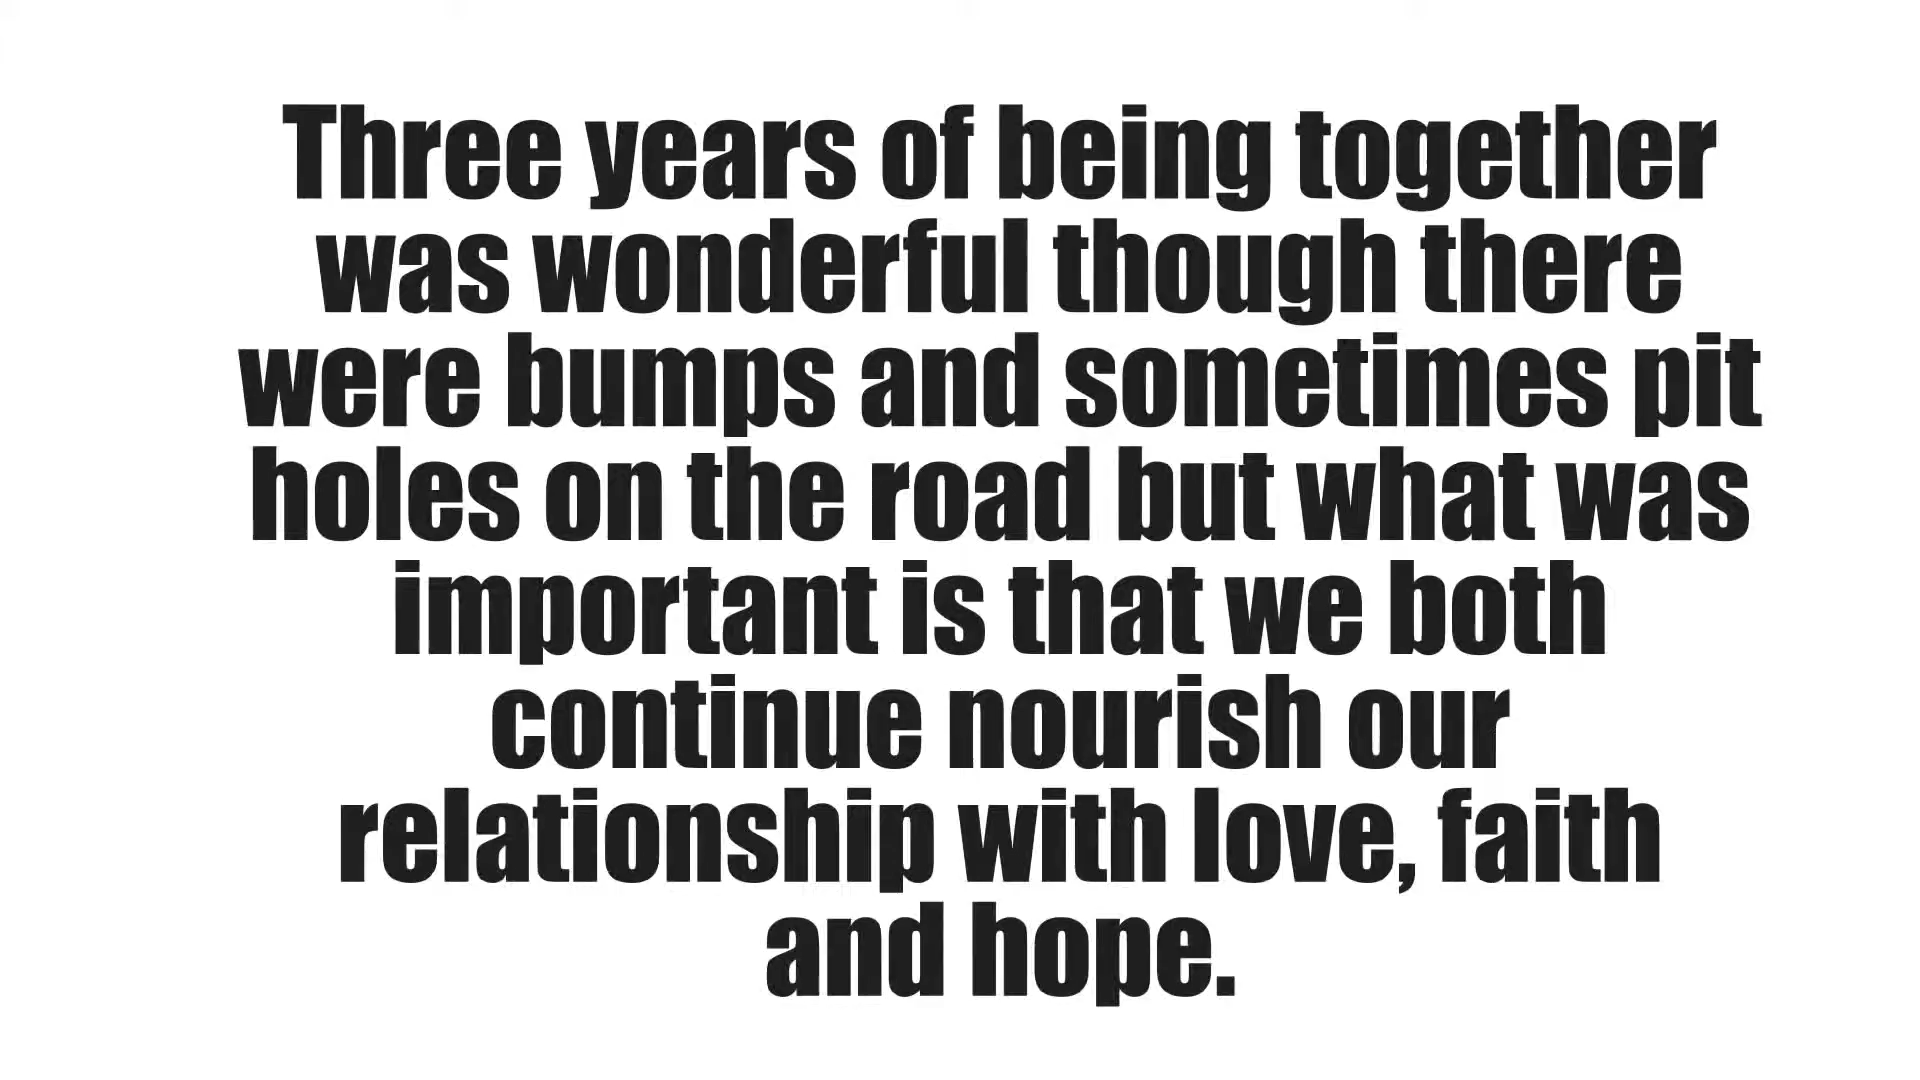 Three years of being together
was wonderful though there
were bumps and sometimes pit
holes on the road but what was
important is that we both
continue nourish our
relationship with love, faith
and hope.